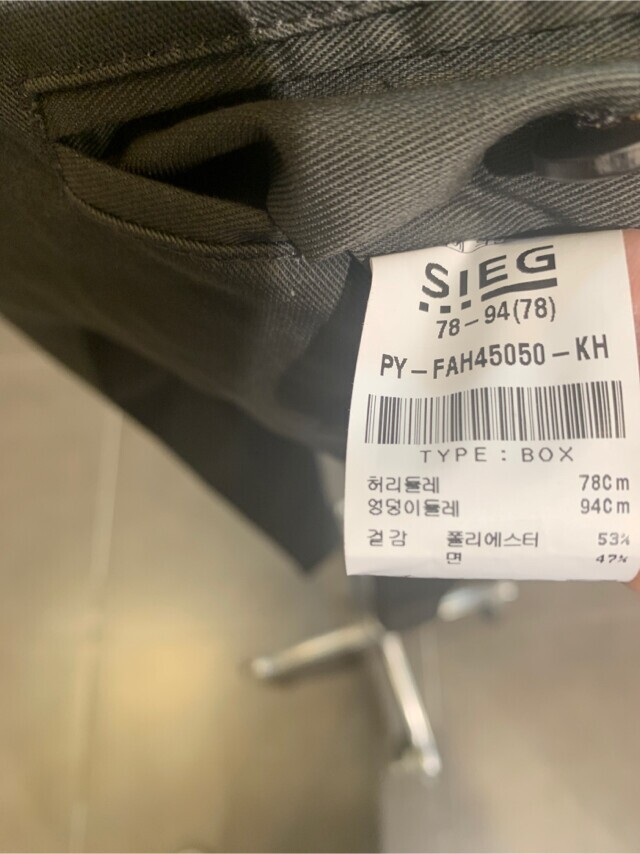 SIEG
78-94(78)
PY-FAH45050-KH
TYPE : BOX
허리둘레 78Cm
엉덩이둘레 94Cm
겉감 폴리에스터 53%
면 47%